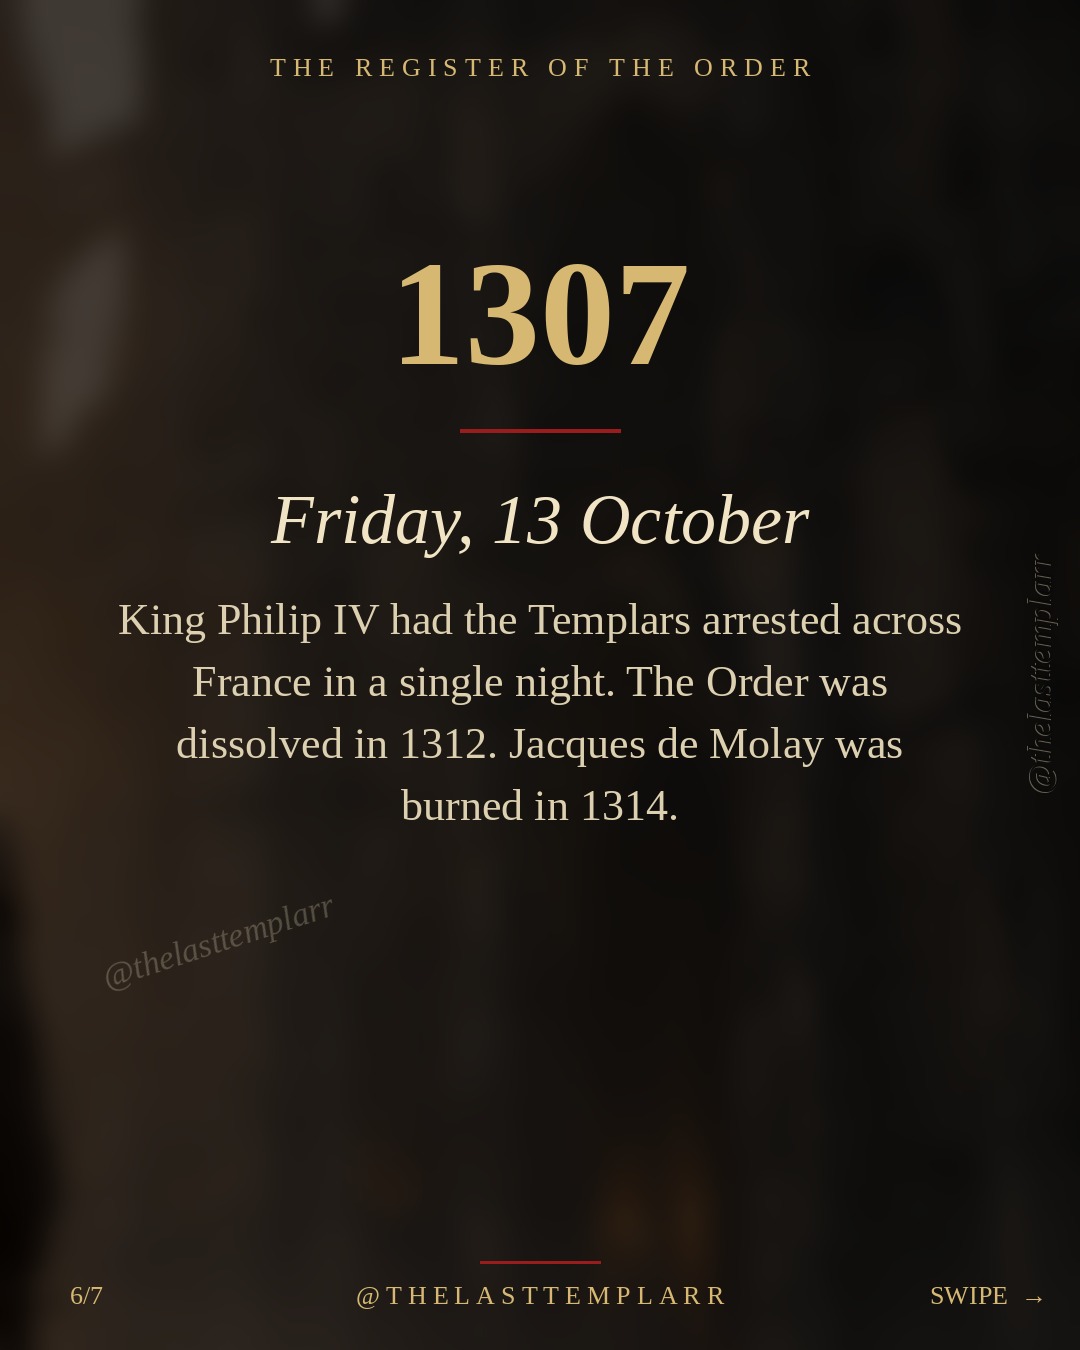 THE REGISTER OF THE ORDER
1307
Friday, 13 October
King Philip IV had the Templars arrested across
France in a single night. The Order was
dissolved in 1312. Jacques de Molay was
burned in 1314.
@thelasttemplarr
@thelasttemplarr
6/7
@THELASTTEMPLARR
SWIPE →